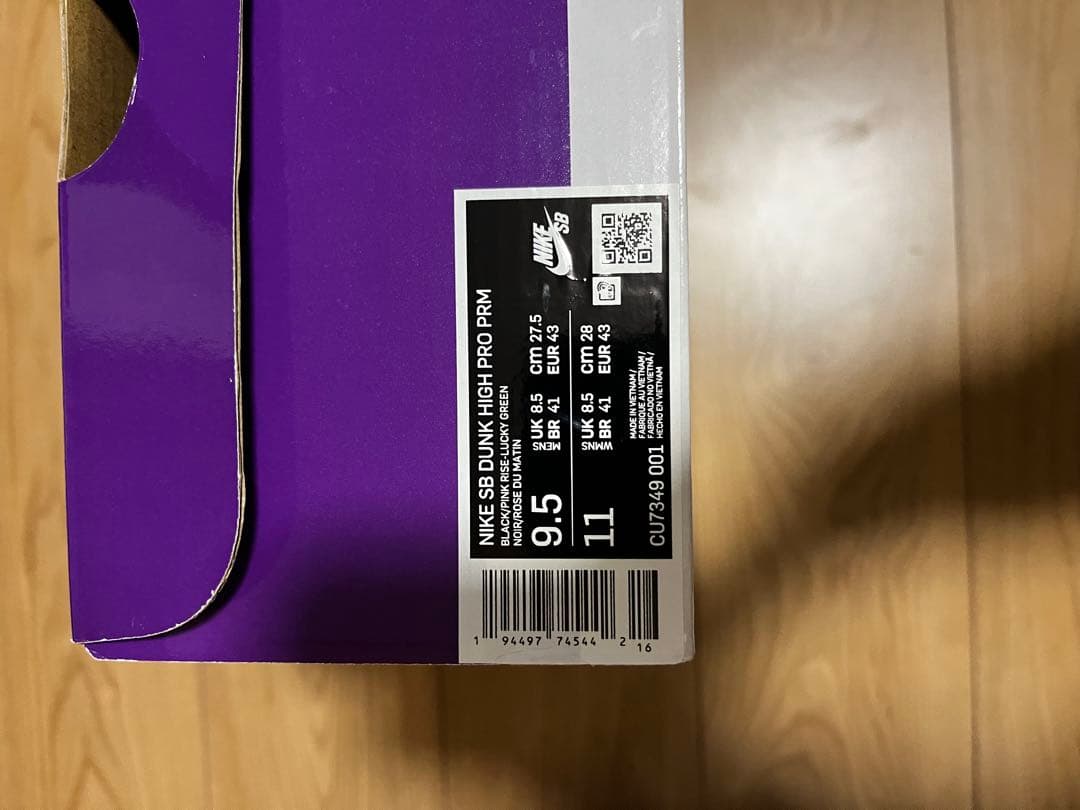 NIKE SB
NIKE SB DUNK HIGH PRO PRM
BLACK/PINK RISE-LUCKY GREEN
NOIR/ROSE DU MATIN
9.5
MENS
UK 8.5 cm 27.5
BR 41 EUR 43
11
WMNS
UK 8.5 cm 28
BR 41 EUR 43
CU7349 001
MADE IN VIETNAM /
FABRIQUE AU VIETNAM /
FABRICADO NO VIETNÃ /
HECHO EN VIETNAM
1 94497 74544 2 16